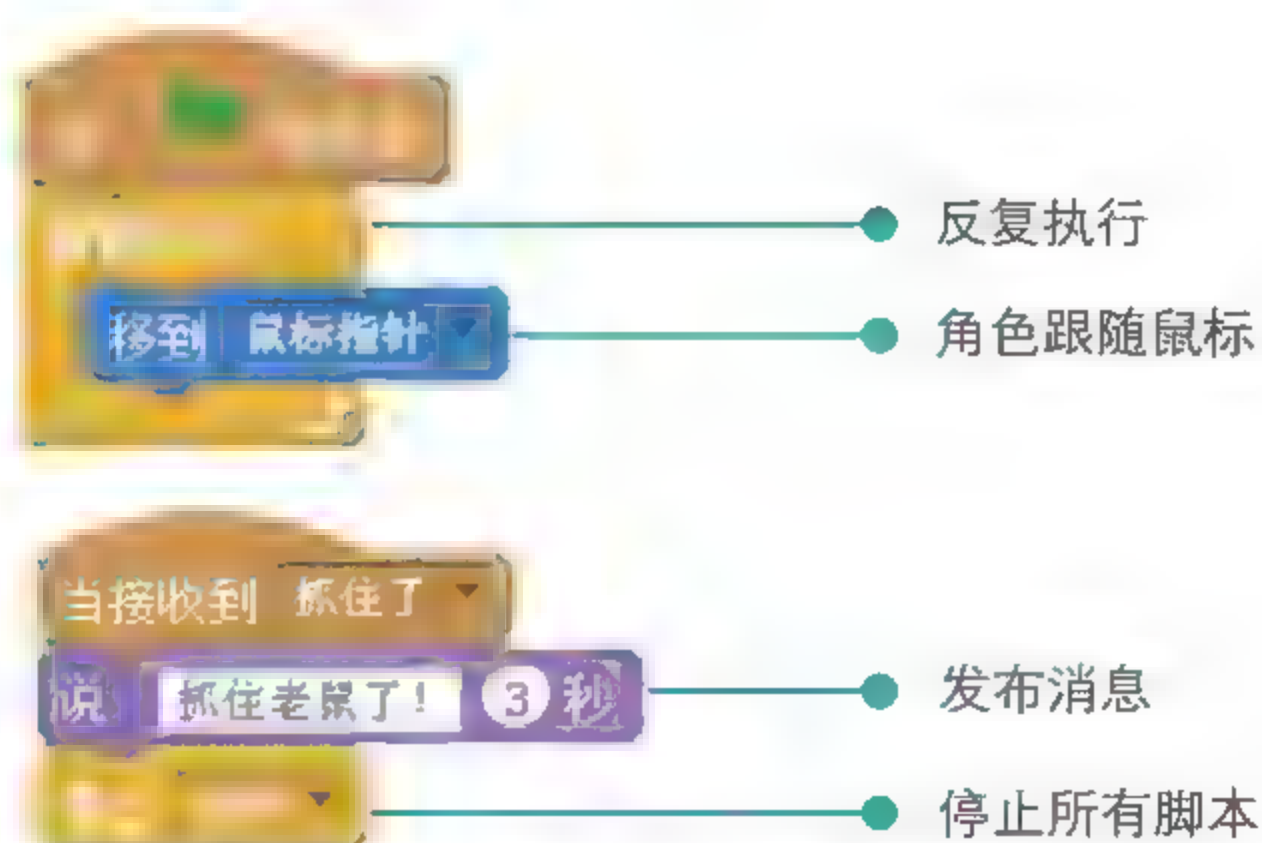 反复执行
移到 鼠标指针
角色跟随鼠标
当接收到 抓住了
说 抓住老鼠了! 3 秒
发布消息
停止所有脚本